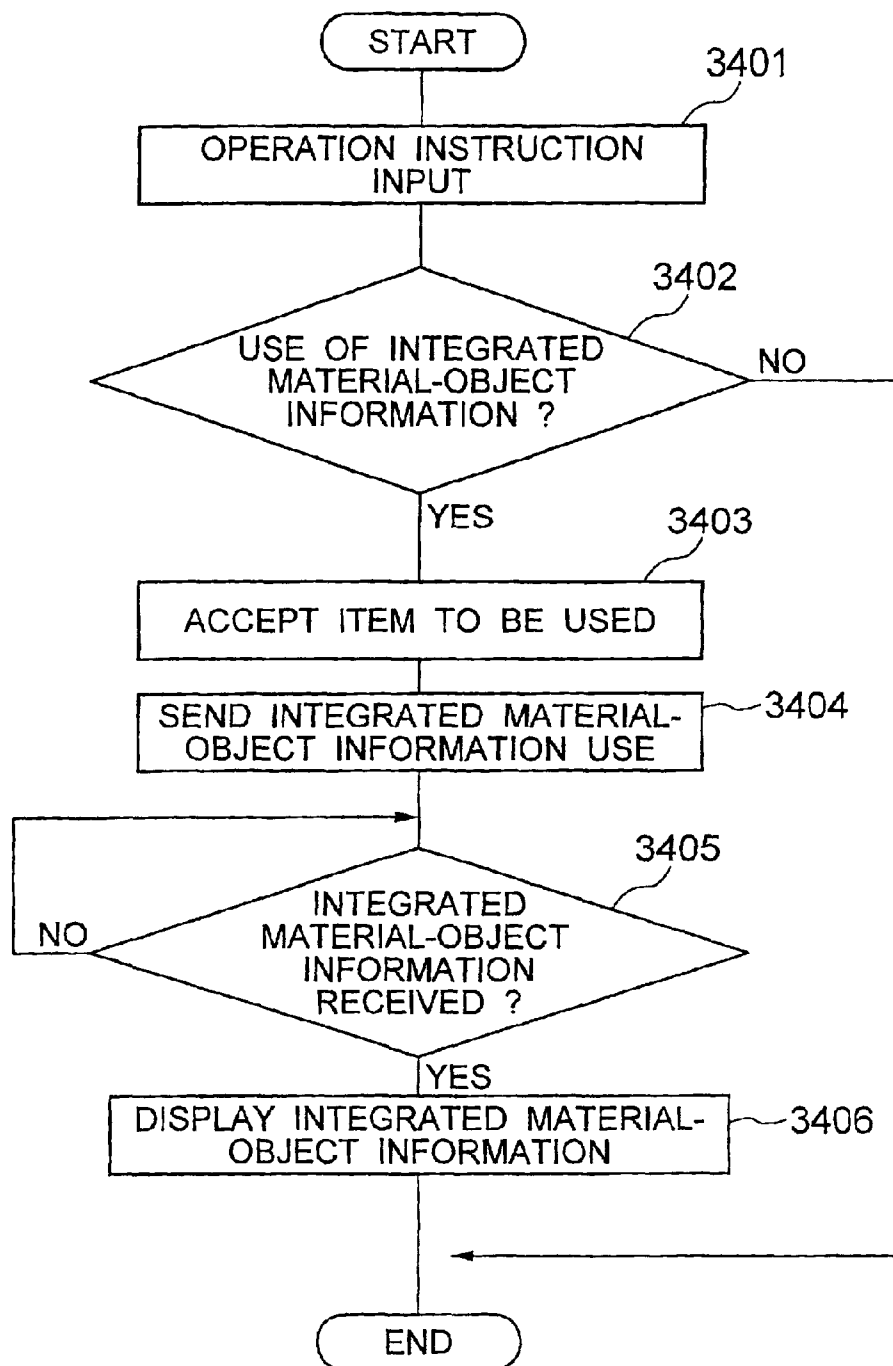 START
3401
OPERATION INSTRUCTION
INPUT
3402
USE OF INTEGRATED
MATERIAL-OBJECT
INFORMATION ?
NO
YES
3403
ACCEPT ITEM TO BE USED
SEND INTEGRATED MATERIAL-
OBJECT INFORMATION USE
3404
3405
INTEGRATED
MATERIAL-OBJECT
INFORMATION
RECEIVED ?
NO
YES
DISPLAY INTEGRATED MATERIAL-
OBJECT INFORMATION
3406
END